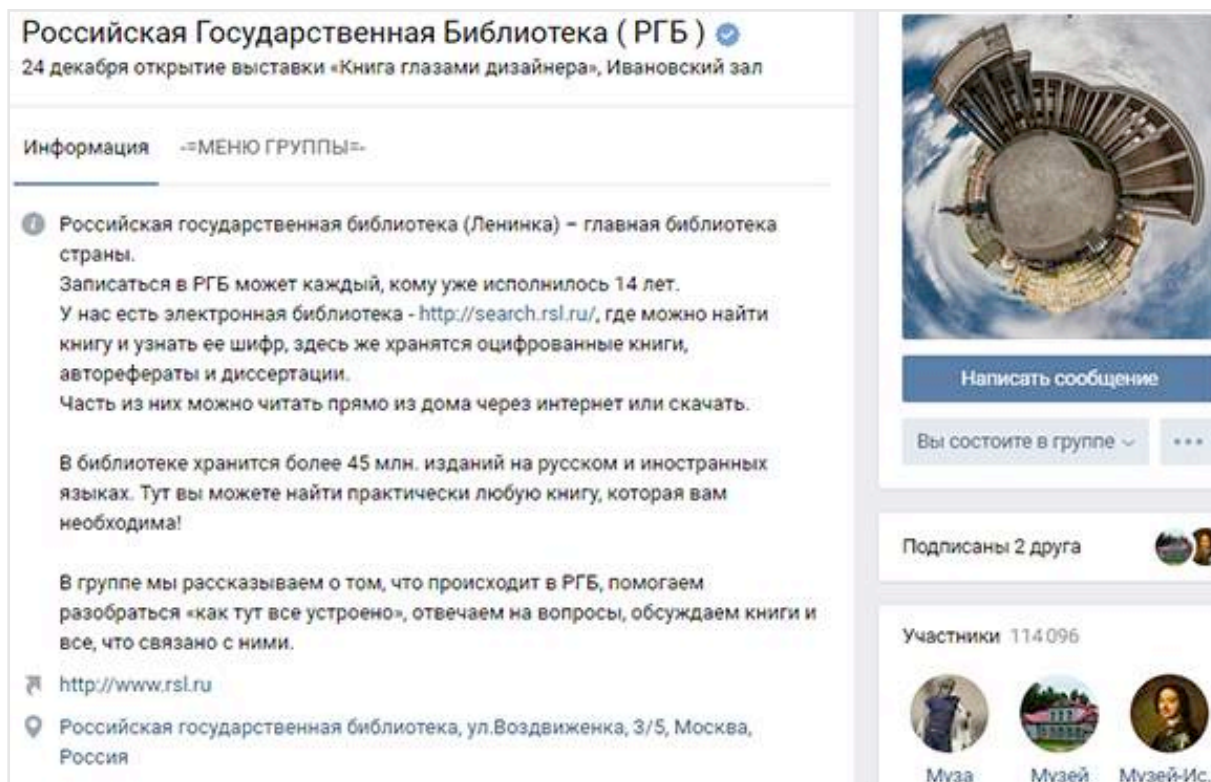 Российская Государственная Библиотека ( РГБ )
24 декабря открытие выставки «Книга глазами дизайнера», Ивановский зал
Информация -=МЕНЮ ГРУППЫ=-
Российская государственная библиотека (Ленинка) – главная библиотека
страны.
Записаться в РГБ может каждый, кому уже исполнилось 14 лет.
У нас есть электронная библиотека - http://search.rsl.ru/, где можно найти
книгу и узнать ее шифр, здесь же хранятся оцифрованные книги,
авторефераты и диссертации.
Часть из них можно читать прямо из дома через интернет или скачать.
В библиотеке хранится более 45 млн. изданий на русском и иностранных
языках. Тут вы можете найти практически любую книгу, которая вам
необходима!
В группе мы рассказываем о том, что происходит в РГБ, помогаем
разобраться «как тут все устроено», отвечаем на вопросы, обсуждаем книги и
все, что связано с ними.
http://www.rsl.ru
Российская государственная библиотека, ул.Воздвиженка, 3/5, Москва,
Россия
Написать сообщение
Вы состоите в группе
Подписаны 2 друга
Участники 114 096
Муза Музей Музей-Ис.